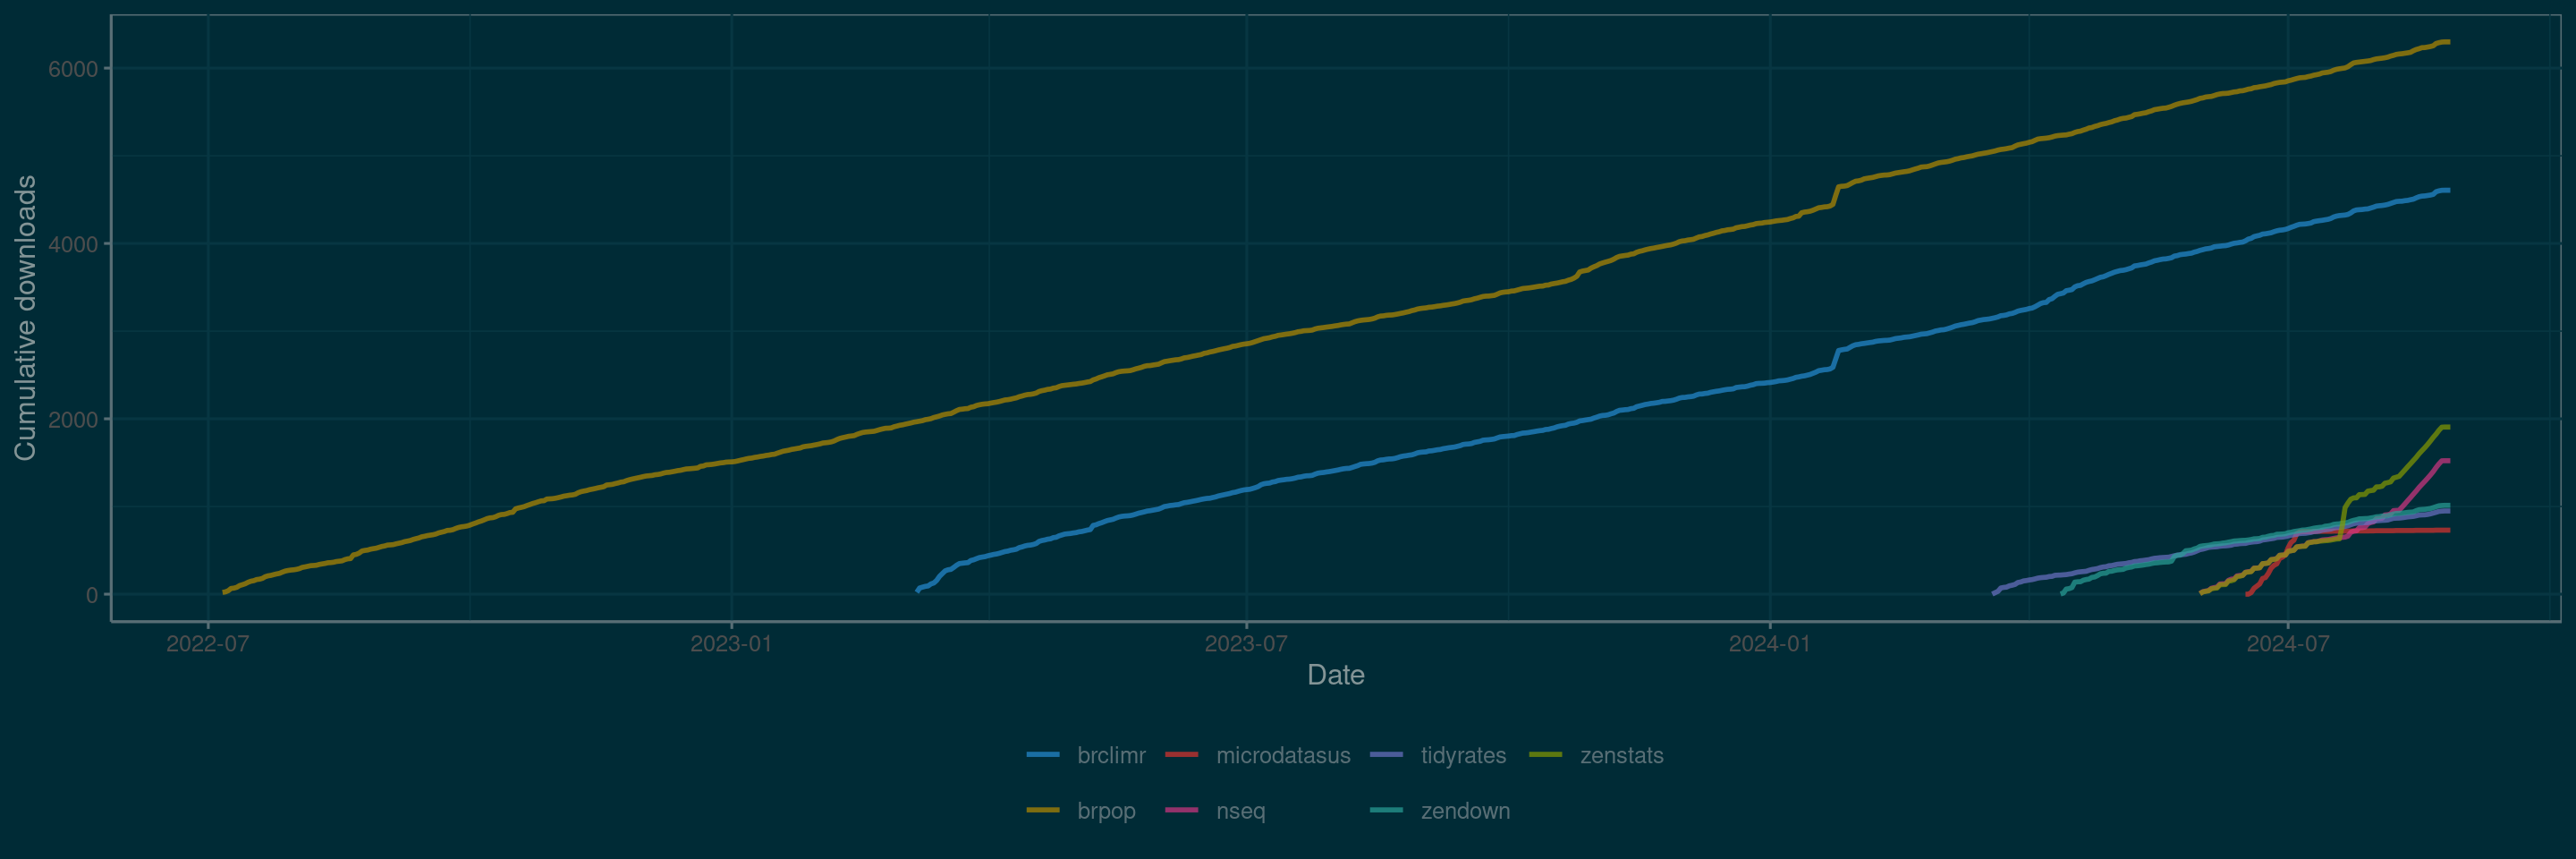 Cumulative downloads
6000
4000
2000
0
2022-07 2023-01 2023-07 2024-01 2024-07
Date
brclimr microdatasus tidyrates zenstats
brpop nseq zendown